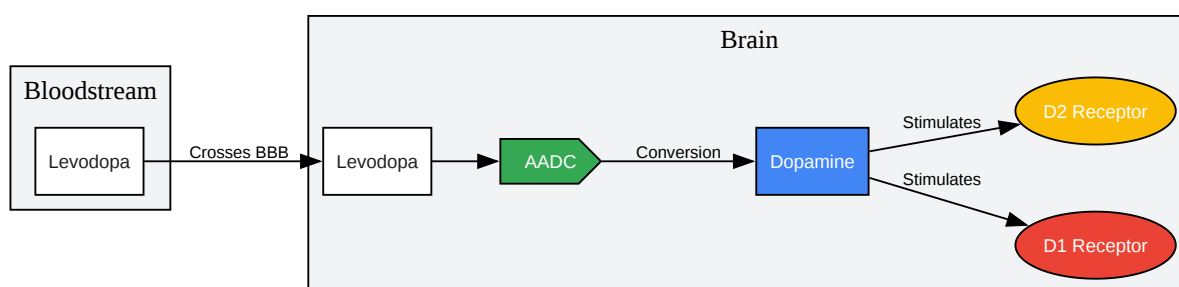 Brain
Bloodstream
Levodopa
Crosses BBB
Levodopa
AADC
Conversion
Dopamine
Stimulates
D2 Receptor
Stimulates
D1 Receptor